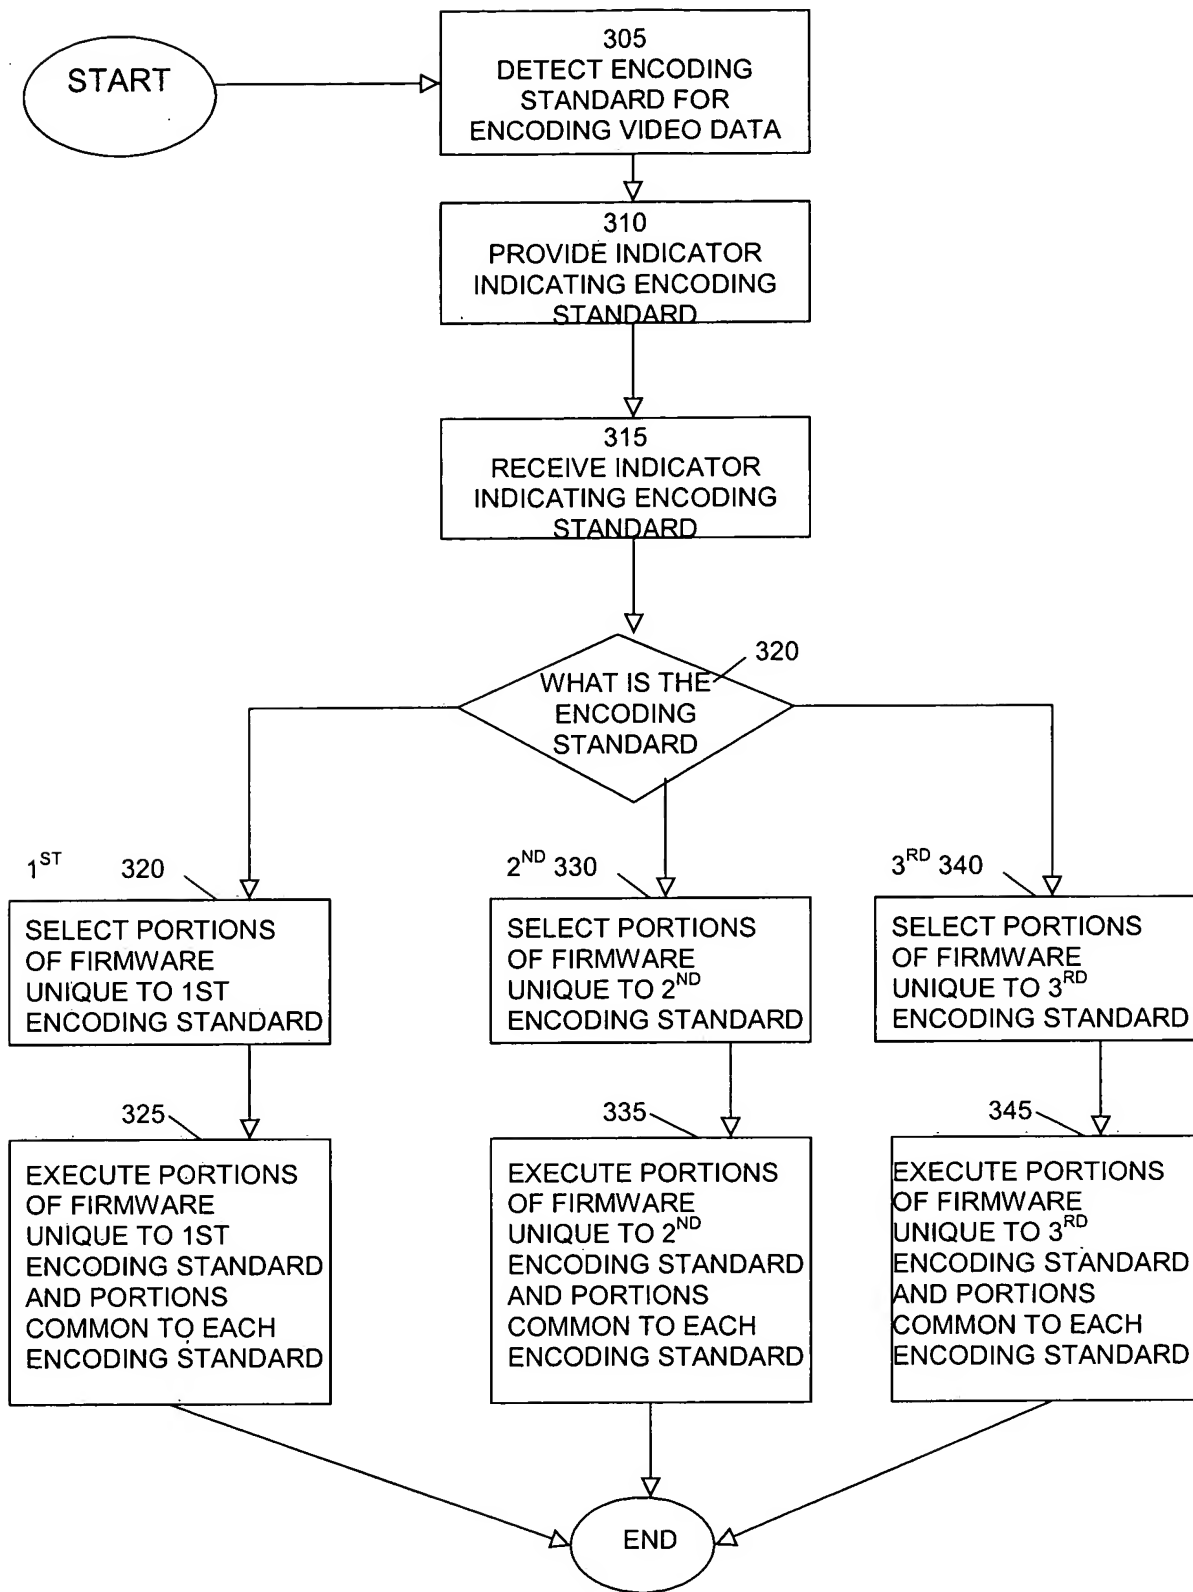 START
305
DETECT ENCODING
STANDARD FOR
ENCODING VIDEO DATA
310
PROVIDE INDICATOR
INDICATING ENCODING
STANDARD
315
RECEIVE INDICATOR
INDICATING ENCODING
STANDARD
320
WHAT IS THE
ENCODING
STANDARD
1ST 320
SELECT PORTIONS
OF FIRMWARE
UNIQUE TO 1ST
ENCODING STANDARD
2ND 330
SELECT PORTIONS
OF FIRMWARE
UNIQUE TO 2ND
ENCODING STANDARD
3RD 340
SELECT PORTIONS
OF FIRMWARE
UNIQUE TO 3RD
ENCODING STANDARD
325
EXECUTE PORTIONS
OF FIRMWARE
UNIQUE TO 1ST
ENCODING STANDARD
AND PORTIONS
COMMON TO EACH
ENCODING STANDARD
335
EXECUTE PORTIONS
OF FIRMWARE
UNIQUE TO 2ND
ENCODING STANDARD
AND PORTIONS
COMMON TO EACH
ENCODING STANDARD
345
EXECUTE PORTIONS
OF FIRMWARE
UNIQUE TO 3RD
ENCODING STANDARD
AND PORTIONS
COMMON TO EACH
ENCODING STANDARD
END